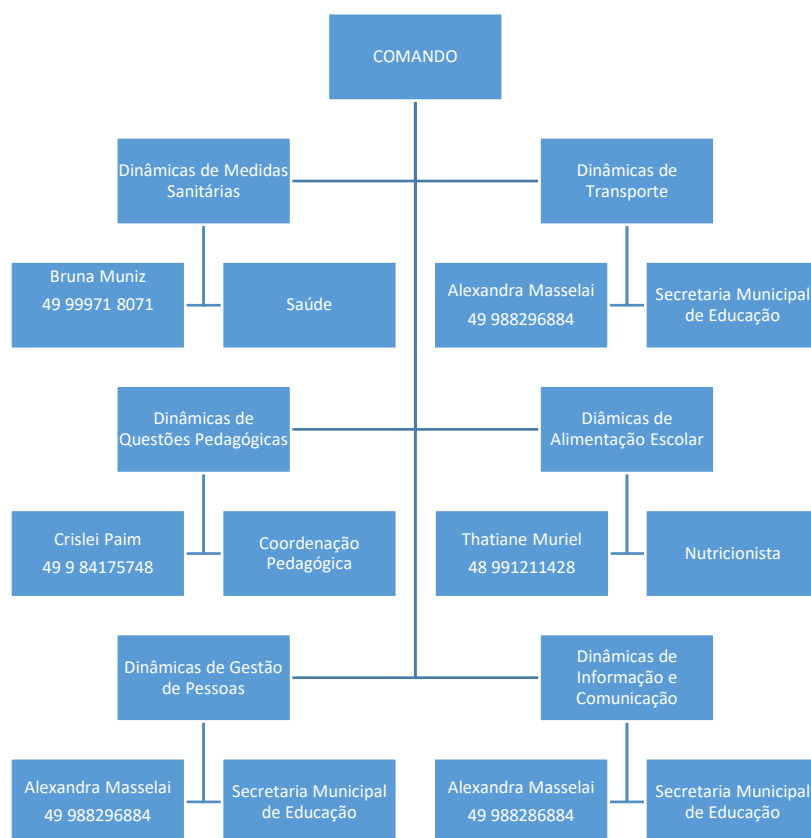 COMANDO
Dinâmicas de Medidas
Sanitárias
Dinâmicas de
Transporte
Bruna Muniz
49 99971 8071
Saúde
Alexandra Masselai
49 988296884
Secretaria Municipal
de Educação
Dinâmicas de
Questões Pedagógicas
Diâmicas de
Alimentação Escolar
Crislei Paim
49 9 84175748
Coordenação
Pedagógica
Thatiane Muriel
48 991211428
Nutricionista
Dinâmicas de Gestão
de Pessoas
Dinâmicas de
Informação e
Comunicação
Alexandra Masselai
49 988296884
Secretaria Municipal
de Educação
Alexandra Masselai
49 988286884
Secretaria Municipal
de Educação